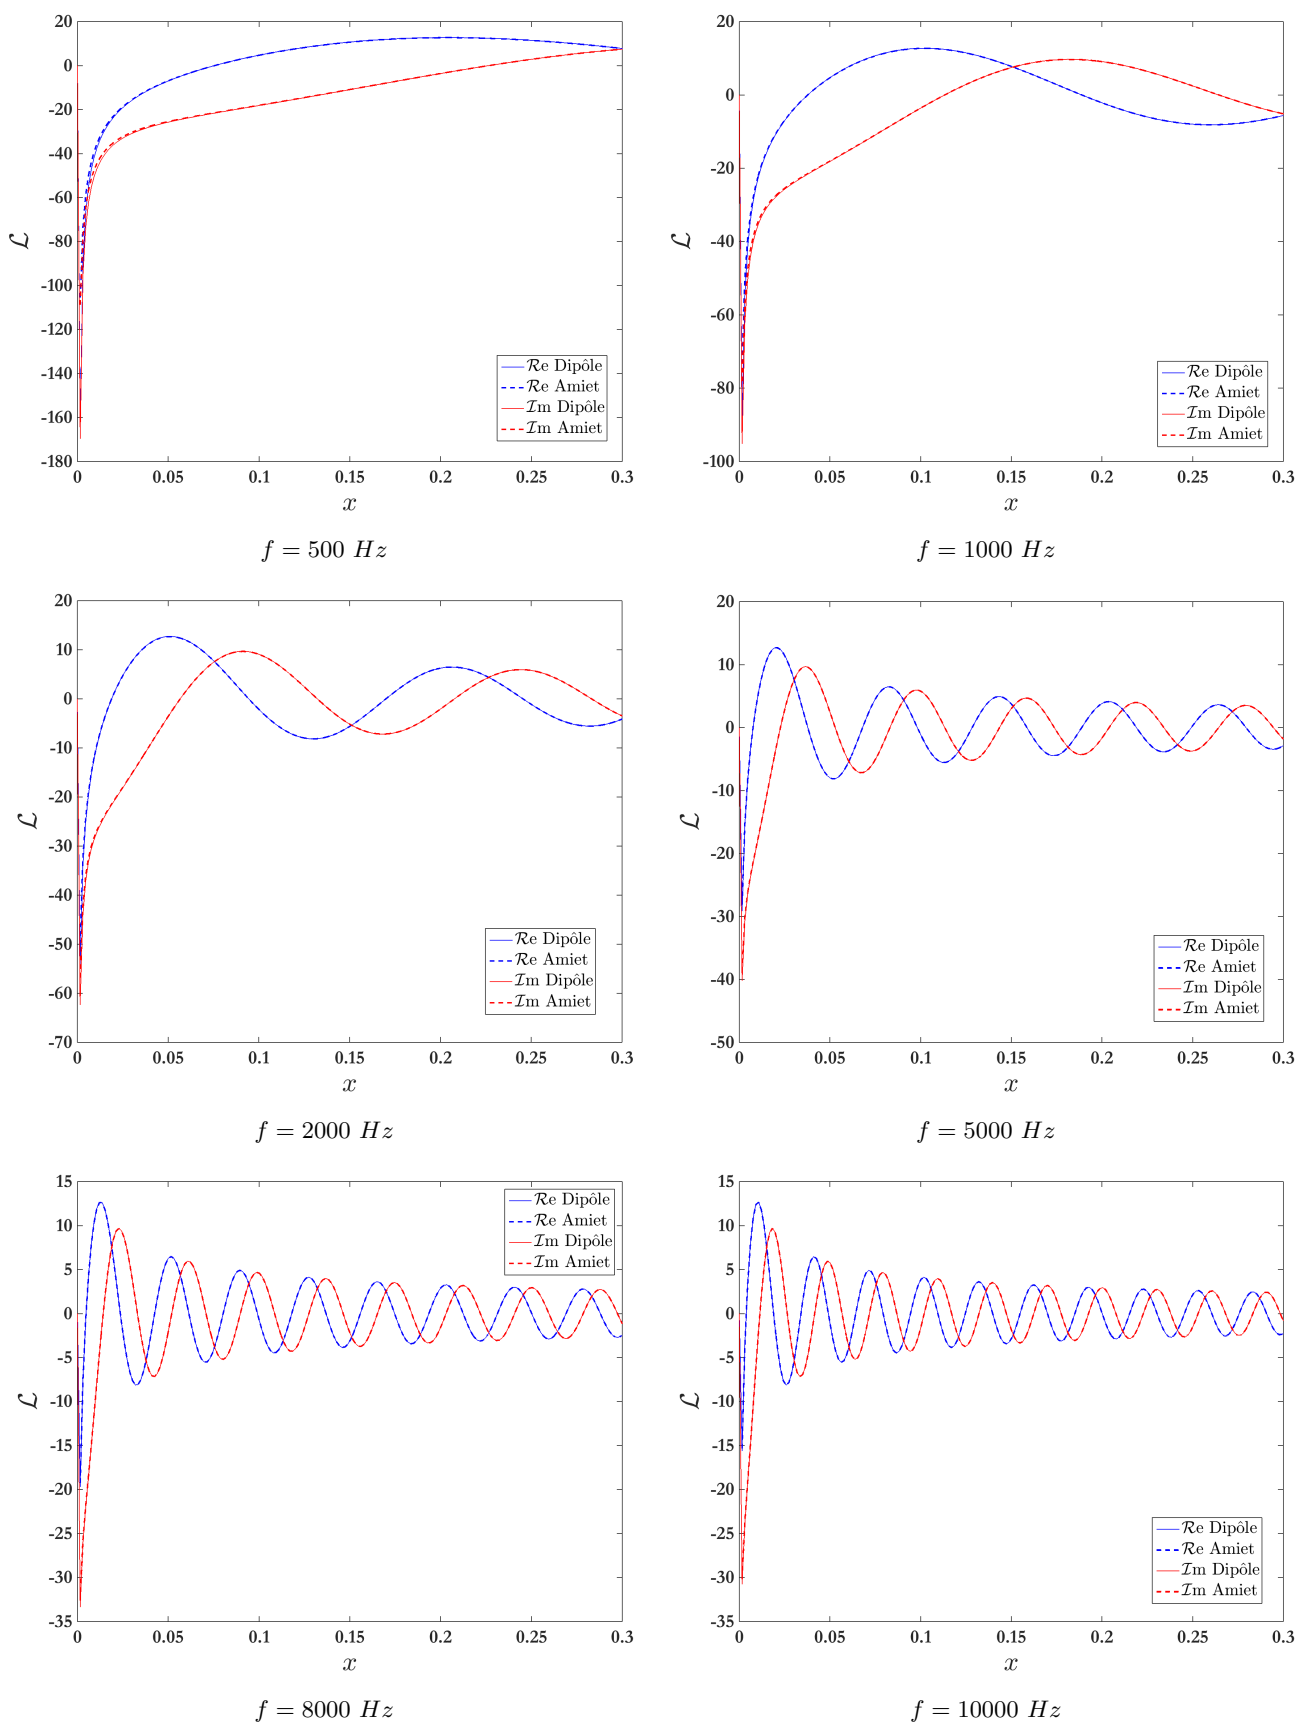 20
0
-20
-40
-60
-80
-100
-120
-140
-160
-180
ℒ
ℛe Dipôle
ℛe Amiet
ℐm Dipôle
ℐm Amiet
0 0.05 0.1 0.15 0.2 0.25 0.3
x
f = 500 Hz
20
0
-20
-40
-60
-80
-100
ℒ
ℛe Dipôle
ℛe Amiet
ℐm Dipôle
ℐm Amiet
0 0.05 0.1 0.15 0.2 0.25 0.3
x
f = 1000 Hz
20
10
0
-10
-20
-30
-40
-50
-60
-70
ℒ
ℛe Dipôle
ℛe Amiet
ℐm Dipôle
ℐm Amiet
0 0.05 0.1 0.15 0.2 0.25 0.3
x
f = 2000 Hz
20
10
0
-10
-20
-30
-40
-50
ℒ
ℛe Dipôle
ℛe Amiet
ℐm Dipôle
ℐm Amiet
0 0.05 0.1 0.15 0.2 0.25 0.3
x
f = 5000 Hz
15
10
5
0
-5
-10
-15
-20
-25
-30
-35
ℒ
ℛe Dipôle
ℛe Amiet
ℐm Dipôle
ℐm Amiet
0 0.05 0.1 0.15 0.2 0.25 0.3
x
f = 8000 Hz
15
10
5
0
-5
-10
-15
-20
-25
-30
-35
ℒ
ℛe Dipôle
ℛe Amiet
ℐm Dipôle
ℐm Amiet
0 0.05 0.1 0.15 0.2 0.25 0.3
x
f = 10000 Hz